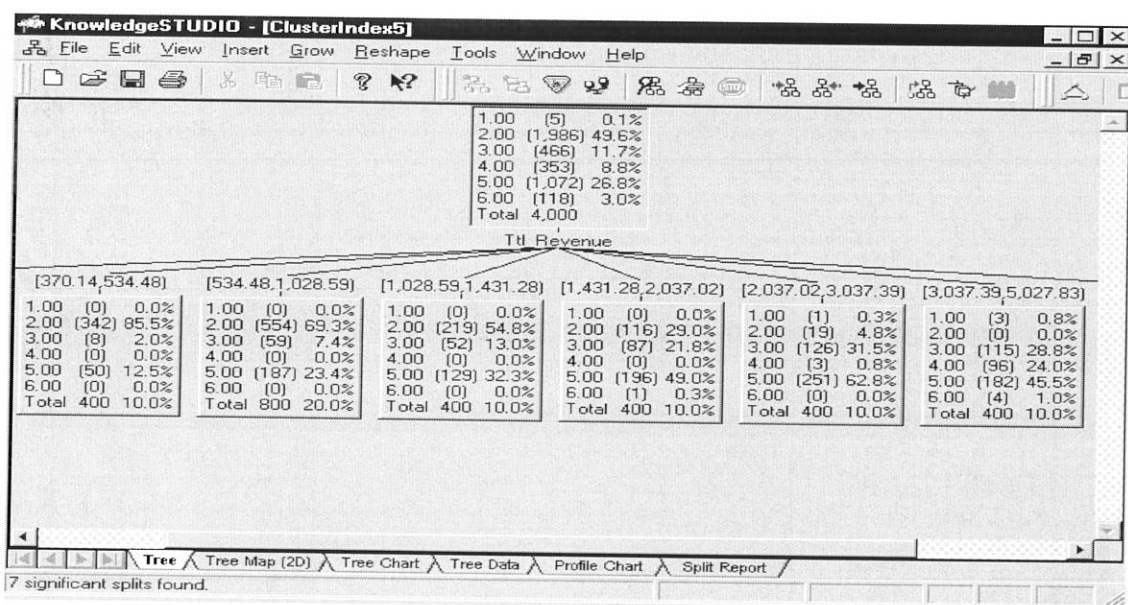 KnowledgeSTUDIO - [ClusterIndex5]
File Edit View Insert Grow Reshape Tools Window Help
1.00 (5) 0.1%
2.00 (1,986) 49.6%
3.00 (466) 11.7%
4.00 (353) 8.8%
5.00 (1,072) 26.8%
6.00 (118) 3.0%
Total 4,000
Ttl_Revenue
[370.14,534.48)
1.00 (0) 0.0%
2.00 (342) 85.5%
3.00 (8) 2.0%
4.00 (0) 0.0%
5.00 (50) 12.5%
6.00 (0) 0.0%
Total 400 10.0%
[534.48,1,028.59)
1.00 (0) 0.0%
2.00 (554) 69.3%
3.00 (59) 7.4%
4.00 (0) 0.0%
5.00 (187) 23.4%
6.00 (0) 0.0%
Total 800 20.0%
[1,028.59,1,431.28)
1.00 (0) 0.0%
2.00 (219) 54.8%
3.00 (52) 13.0%
4.00 (0) 0.0%
5.00 (129) 32.3%
6.00 (0) 0.0%
Total 400 10.0%
[1,431.28,2,037.02)
1.00 (0) 0.0%
2.00 (116) 29.0%
3.00 (87) 21.8%
4.00 (0) 0.0%
5.00 (196) 49.0%
6.00 (1) 0.3%
Total 400 10.0%
[2,037.02,3,037.39)
1.00 (1) 0.3%
2.00 (19) 4.8%
3.00 (126) 31.5%
4.00 (3) 0.8%
5.00 (251) 62.8%
6.00 (0) 0.0%
Total 400 10.0%
[3,037.39,5,027.83)
1.00 (3) 0.8%
2.00 (0) 0.0%
3.00 (115) 28.8%
4.00 (96) 24.0%
5.00 (182) 45.5%
6.00 (4) 1.0%
Total 400 10.0%
Tree Tree Map (2D) Tree Chart Tree Data Profile Chart Split Report
7 significant splits found.